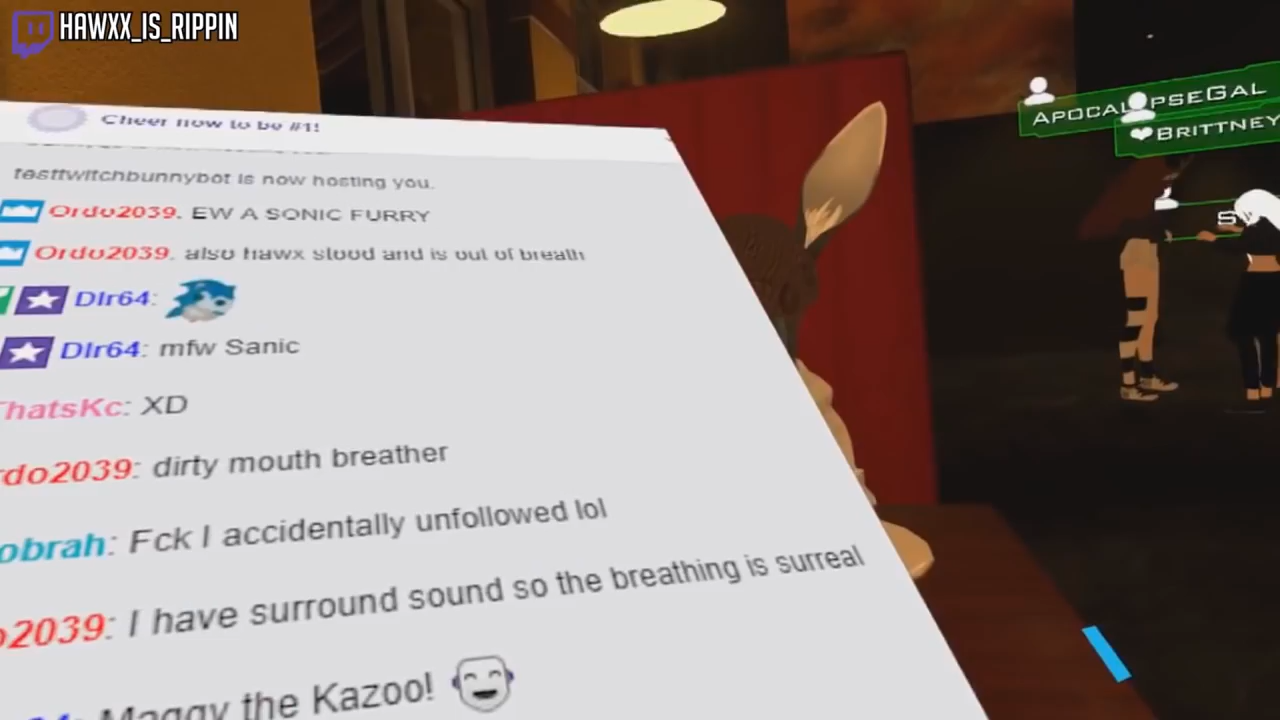 HAWXX_IS_RIPPIN
Cheer now to be #1!
testtwitchbunnybot is now hosting you.
Ordo2039: EW A SONIC FURRY
Ordo2039: also hawx stood and is out of breath
Dlr64:
Dlr64: mfw Sanic
ThatsKc: XD
rdo2039: dirty mouth breather
obrah: Fck I accidentally unfollowed lol
o2039: I have surround sound so the breathing is surreal
Maggy the Kazoo!
APOCALYPSEGAL
BRITTNEY